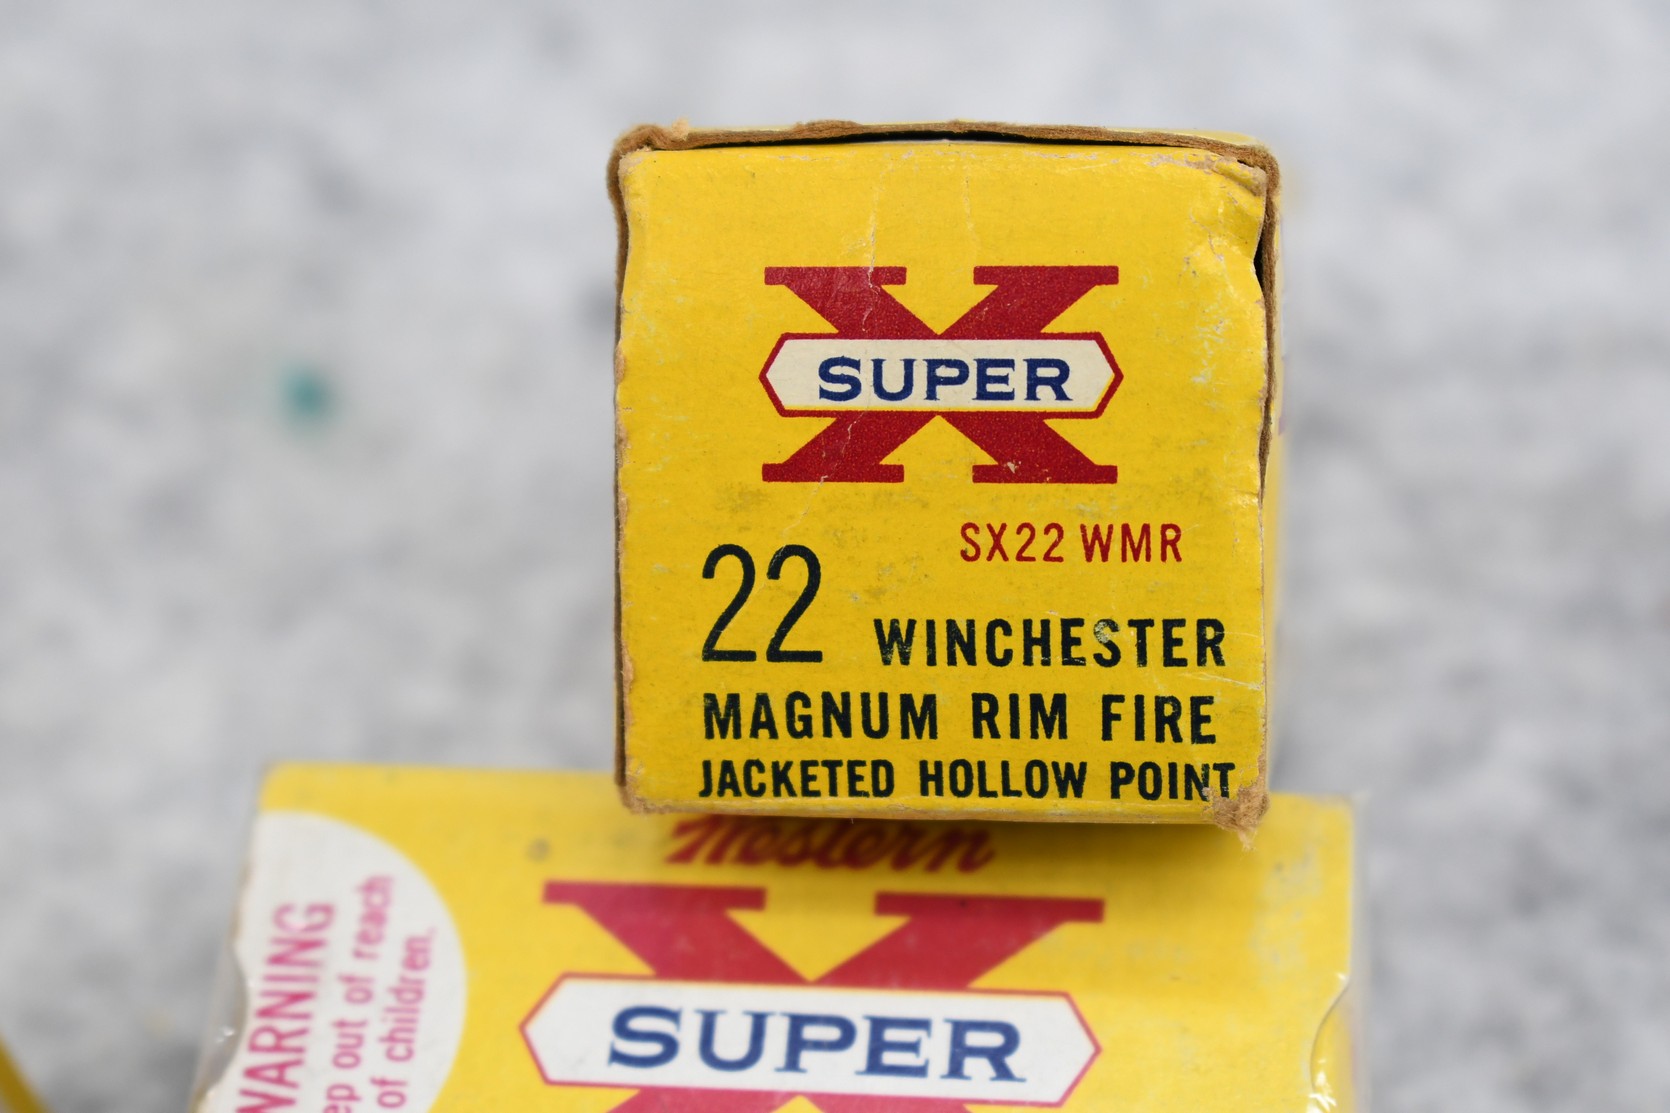 X
SUPER
SX22 WMR
22 WINCHESTER
MAGNUM RIM FIRE
JACKETED HOLLOW POINT
Western
X
SUPER
WARNING
out of reach
of children.